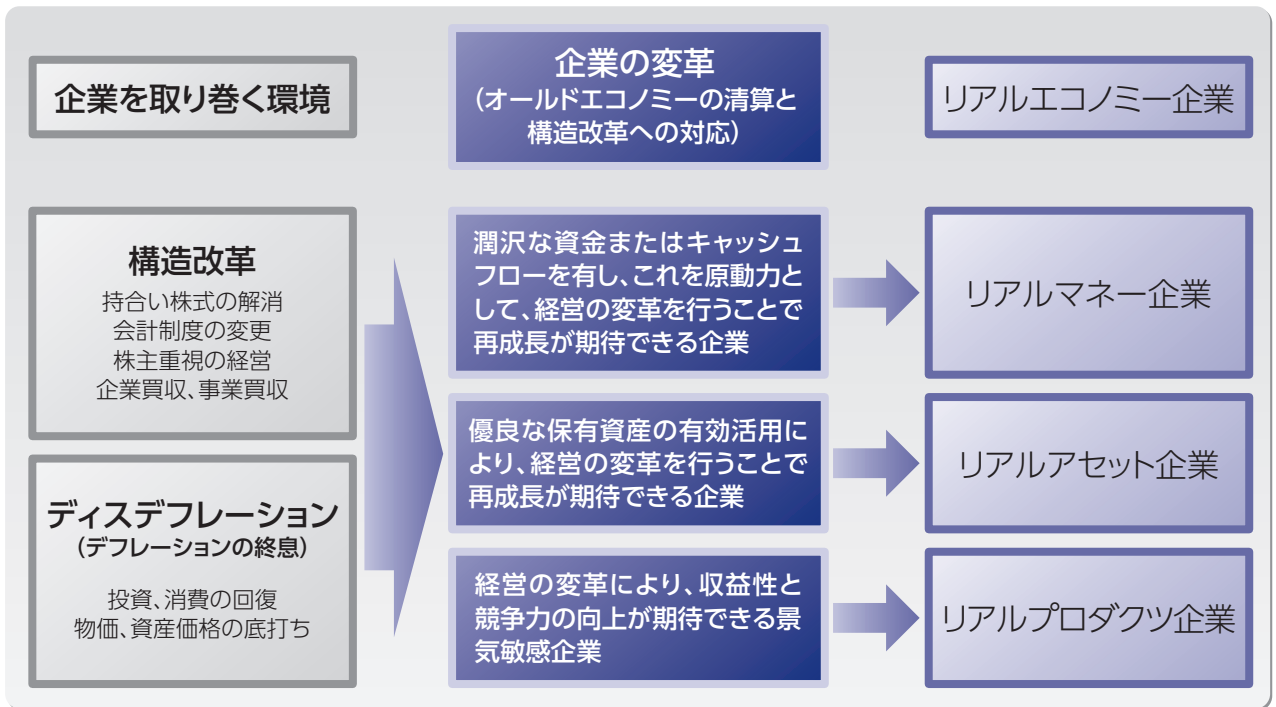 企業を取り巻く環境
企業の変革
(オールドエコノミーの清算と
構造改革への対応)
リアルエコノミー企業
構造改革
持合い株式の解消
会計制度の変更
株主重視の経営
企業買収、事業買収
ディスデフレーション
(デフレーションの終息)
投資、消費の回復
物価、資産価格の底打ち
潤沢な資金またはキャッシュ
フローを有し、これを原動力と
して、経営の変革を行うことで
再成長が期待できる企業
リアルマネー企業
優良な保有資産の有効活用に
より、経営の変革を行うことで
再成長が期待できる企業
リアルアセット企業
経営の変革により、収益性と
競争力の向上が期待できる景
気敏感企業
リアルプロダクツ企業